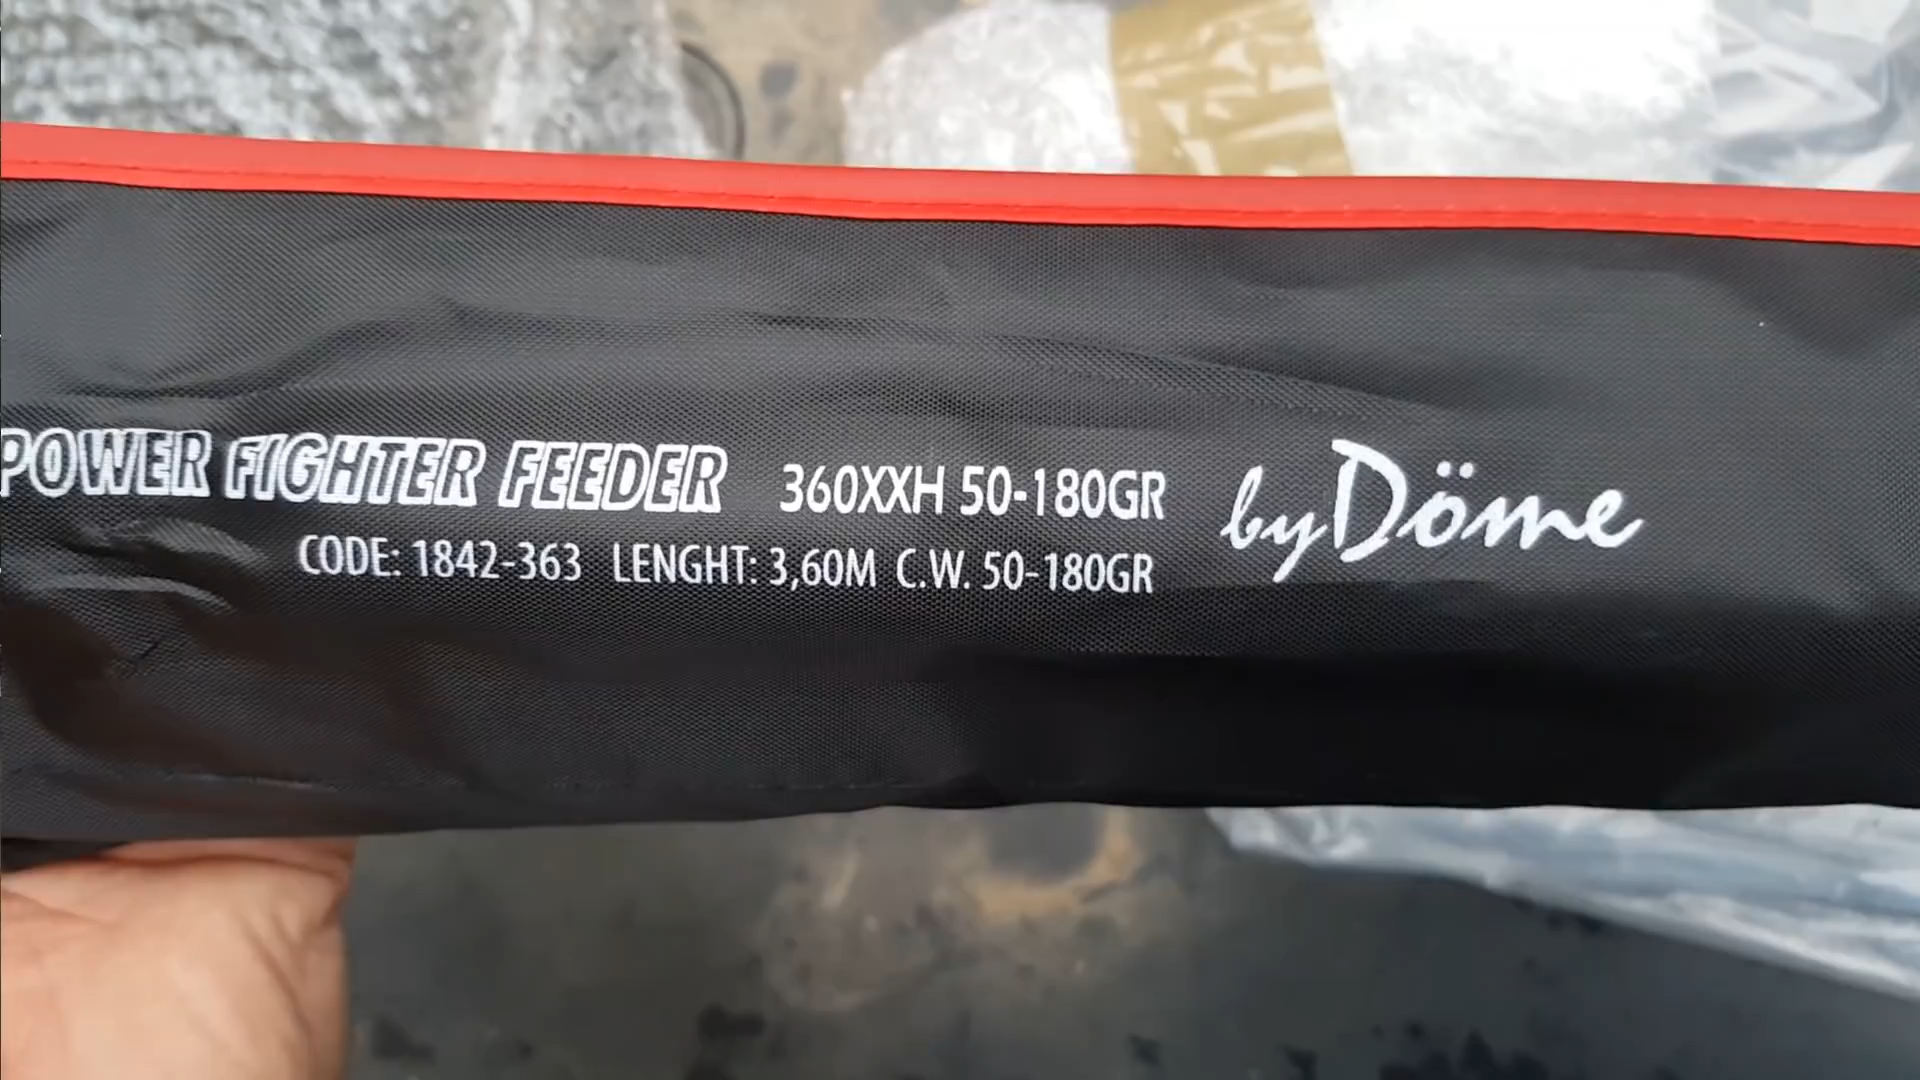 POWER FIGHTER FEEDER 360XXH 50-180GR by Döme
CODE: 1842-363 LENGHT: 3,60M C.W. 50-180GR